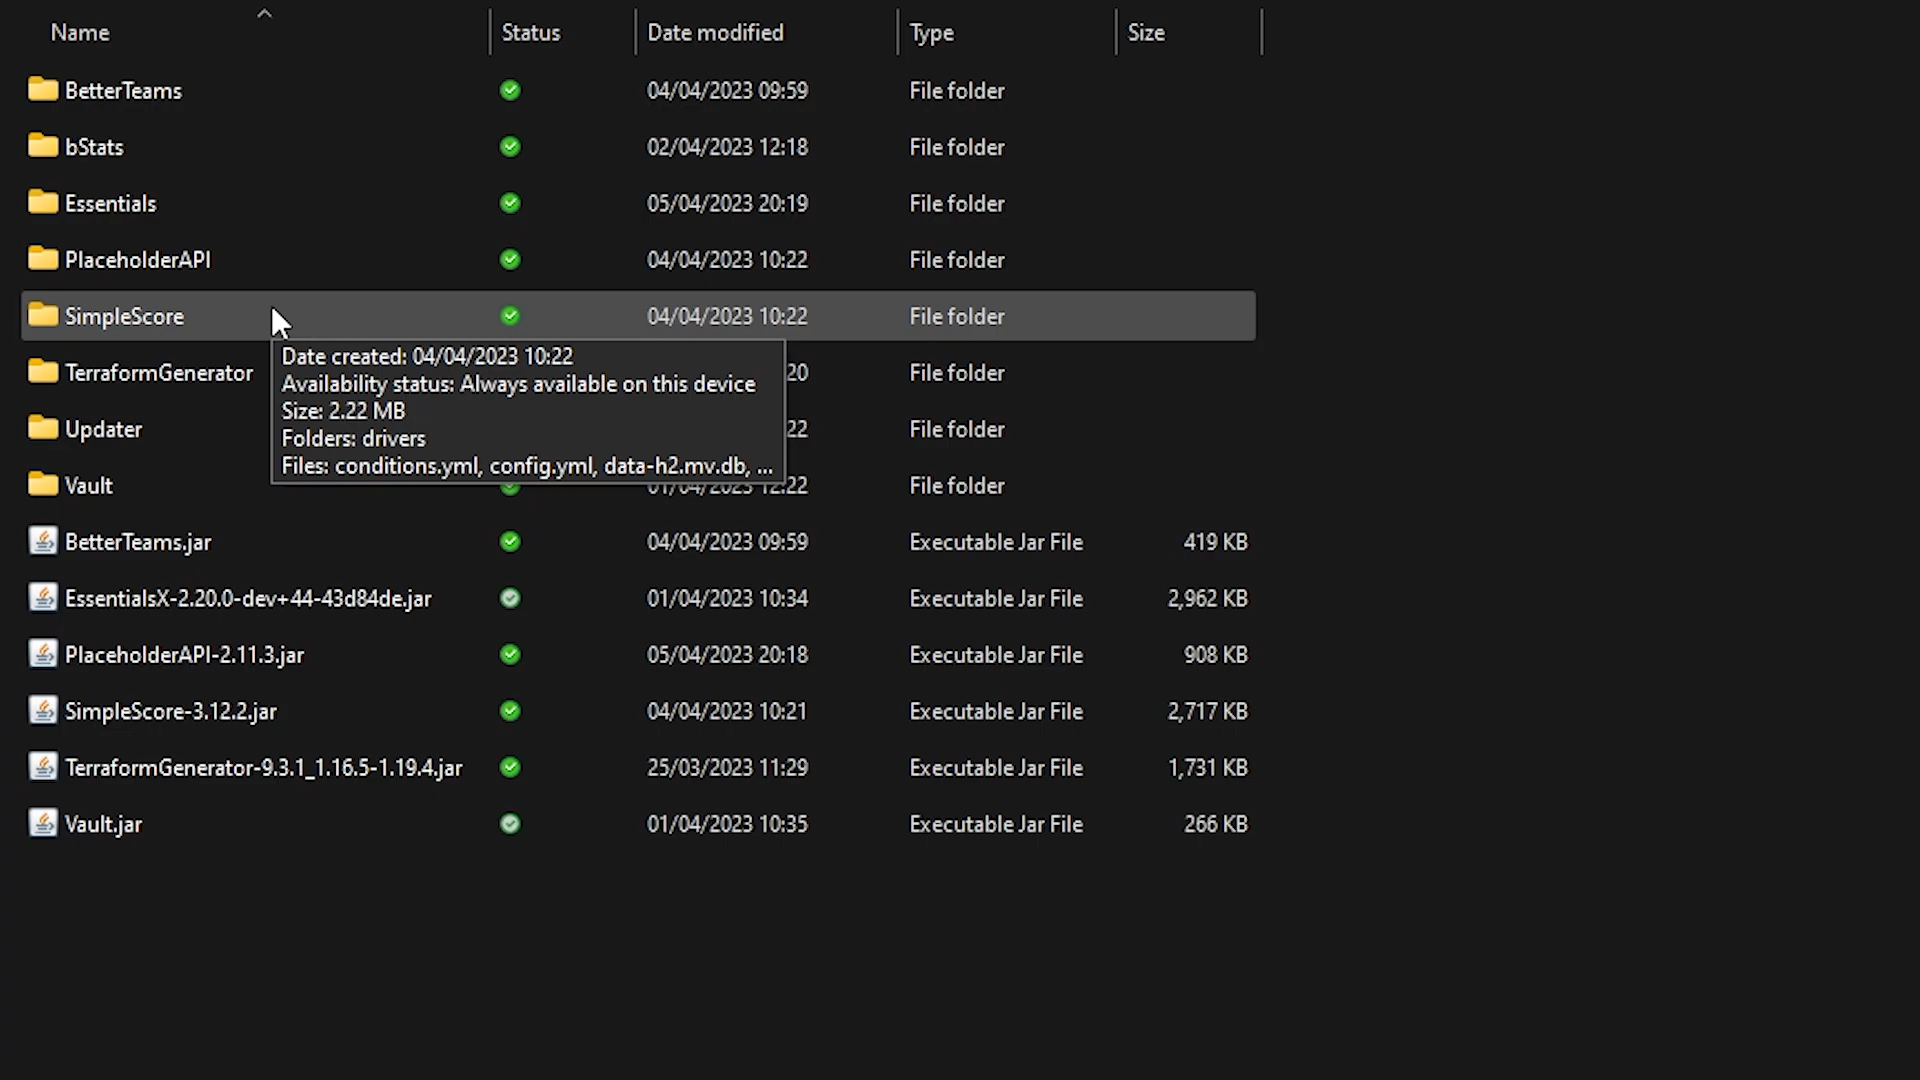 Name Status Date modified Type Size
BetterTeams 04/04/2023 09:59 File folder
bStats 02/04/2023 12:18 File folder
Essentials 05/04/2023 20:19 File folder
PlaceholderAPI 04/04/2023 10:22 File folder
SimpleScore 04/04/2023 10:22 File folder
Date created: 04/04/2023 10:22
TerraformGenerator 20 File folder
Availability status: Always available on this device
Size: 2.22 MB
Updater 22 File folder
Folders: drivers
Files: conditions.yml, config.yml, data-h2.mv.db, ...
Vault 01/04/2023 12:22 File folder
BetterTeams.jar 04/04/2023 09:59 Executable Jar File 419 KB
EssentialsX-2.20.0-dev+44-43d84de.jar 01/04/2023 10:34 Executable Jar File 2,962 KB
PlaceholderAPI-2.11.3.jar 05/04/2023 20:18 Executable Jar File 908 KB
SimpleScore-3.12.2.jar 04/04/2023 10:21 Executable Jar File 2,717 KB
TerraformGenerator-9.3.1_1.16.5-1.19.4.jar 25/03/2023 11:29 Executable Jar File 1,731 KB
Vault.jar 01/04/2023 10:35 Executable Jar File 266 KB